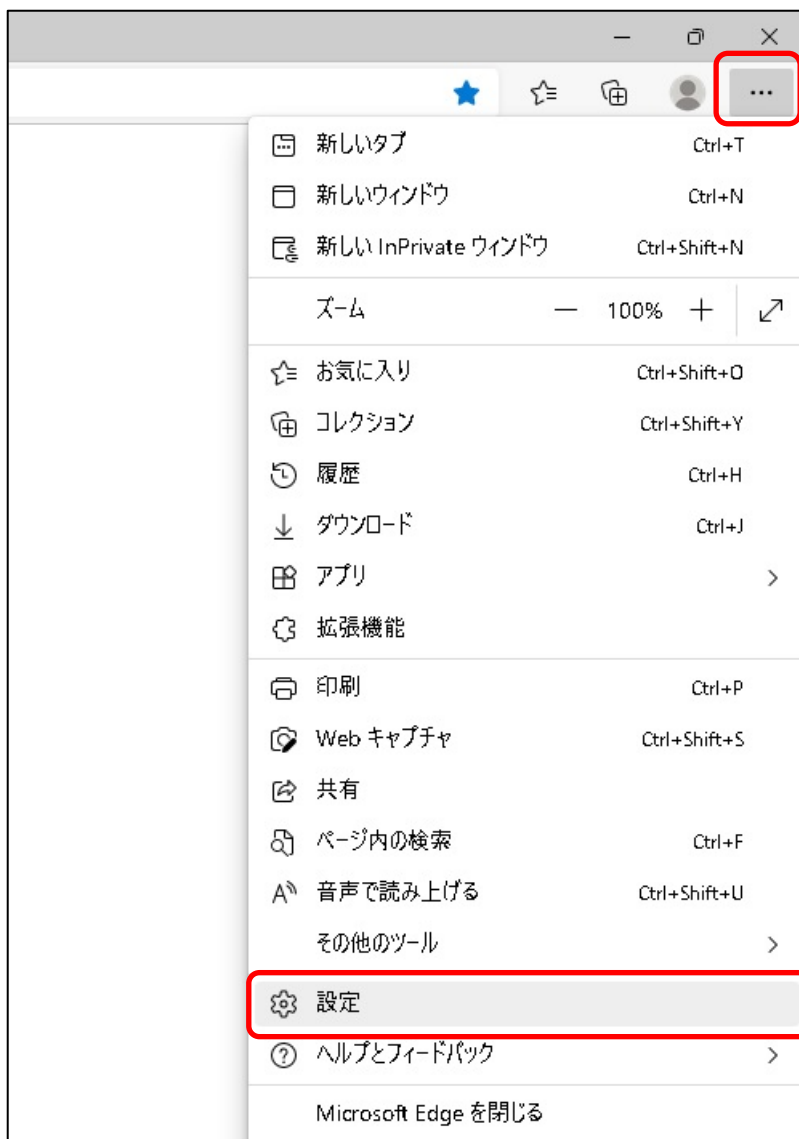 新しいタブ Ctrl+T
新しいウィンドウ Ctrl+N
新しい InPrivate ウィンドウ Ctrl+Shift+N
ズーム — 100% +
お気に入り Ctrl+Shift+O
コレクション Ctrl+Shift+Y
履歴 Ctrl+H
ダウンロード Ctrl+J
アプリ
拡張機能
印刷 Ctrl+P
Web キャプチャ Ctrl+Shift+S
共有
ページ内の検索 Ctrl+F
音声で読み上げる Ctrl+Shift+U
その他のツール
設定
ヘルプとフィードバック
Microsoft Edge を閉じる